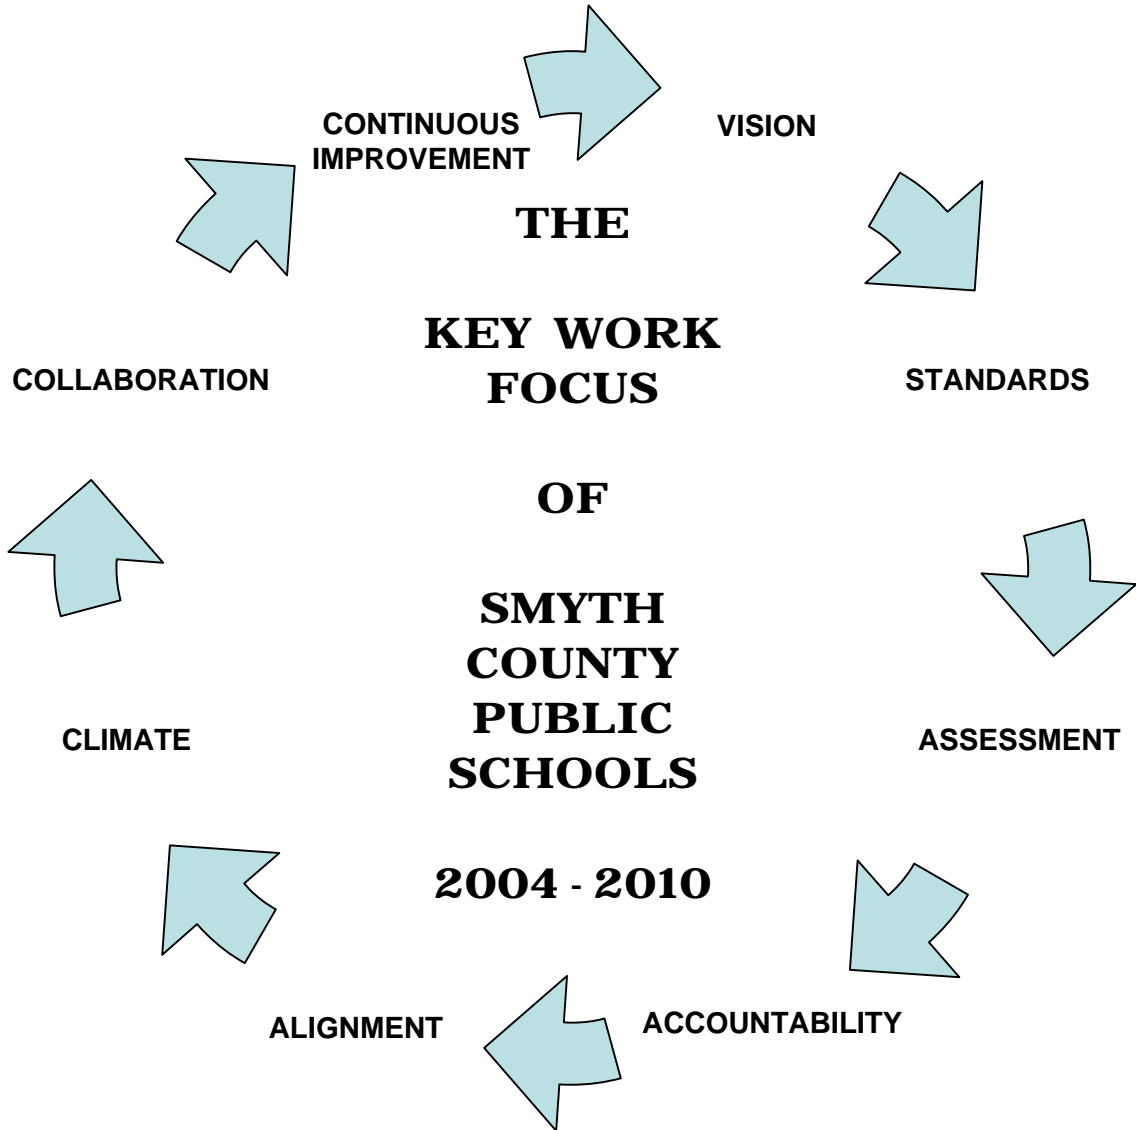 CONTINUOUS
IMPROVEMENT
VISION
THE
KEY WORK
FOCUS
COLLABORATION
STANDARDS
OF
SMYTH
COUNTY
PUBLIC
SCHOOLS
CLIMATE
ASSESSMENT
2004 - 2010
ALIGNMENT
ACCOUNTABILITY